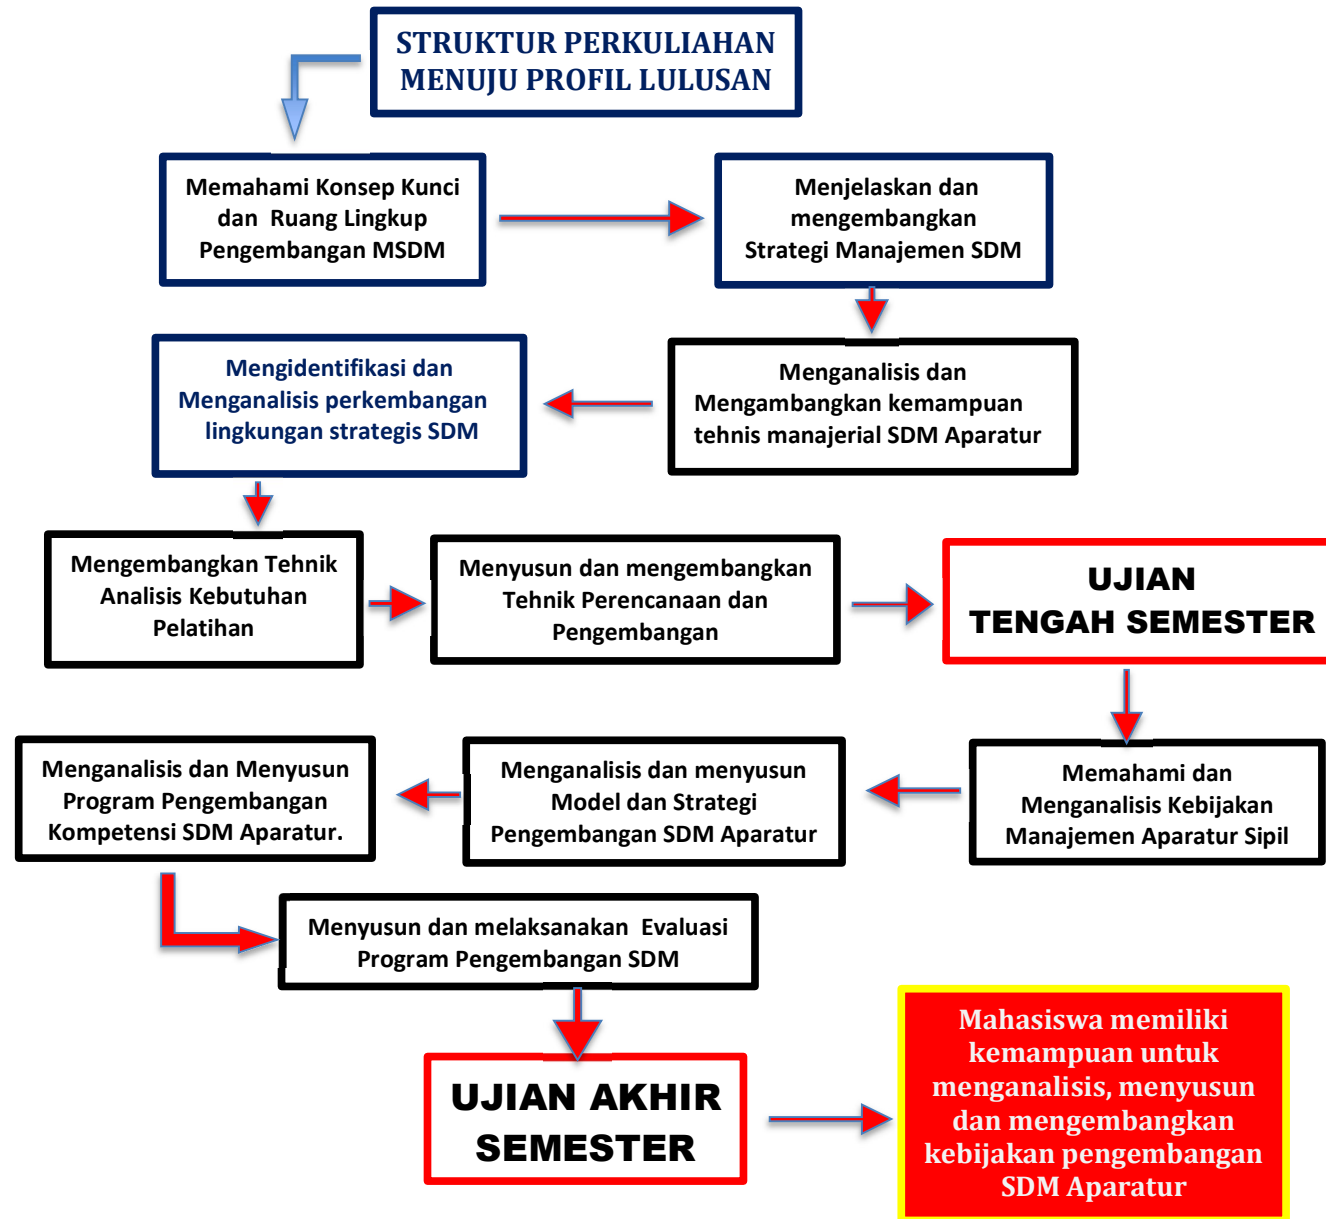 STRUKTUR PERKULIAHAN
MENUJU PROFIL LULUSAN
Memahami Konsep Kunci
dan Ruang Lingkup
Pengembangan MSDM
Menjelaskan dan
mengembangkan
Strategi Manajemen SDM
Menganalisis dan
Mengambangkan kemampuan
tehnis manajerial SDM Aparatur
Mengidentifikasi dan
Menganalisis perkembangan
lingkungan strategis SDM
Mengembangkan Tehnik
Analisis Kebutuhan
Pelatihan
Menyusun dan mengembangkan
Tehnik Perencanaan dan
Pengembangan
UJIAN
TENGAH SEMESTER
Memahami dan
Menganalisis Kebijakan
Manajemen Aparatur Sipil
Menganalisis dan menyusun
Model dan Strategi
Pengembangan SDM Aparatur
Menganalisis dan Menyusun
Program Pengembangan
Kompetensi SDM Aparatur.
Menyusun dan melaksanakan Evaluasi
Program Pengembangan SDM
UJIAN AKHIR
SEMESTER
Mahasiswa memiliki
kemampuan untuk
menganalisis, menyusun
dan mengembangkan
kebijakan pengembangan
SDM Aparatur